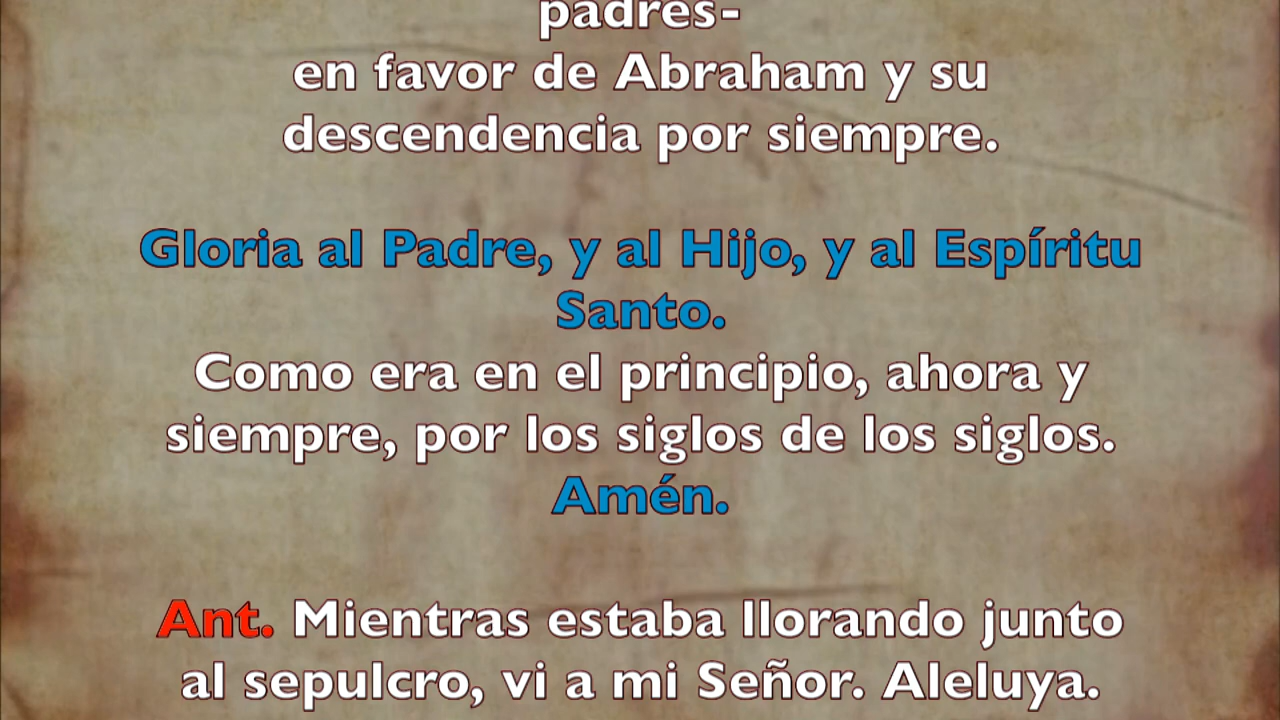 padres-
en favor de Abraham y su
descendencia por siempre.
Gloria al Padre, y al Hijo, y al Espíritu
Santo.
Como era en el principio, ahora y
siempre, por los siglos de los siglos.
Amén.
Ant. Mientras estaba llorando junto
al sepulcro, vi a mi Señor. Aleluya.